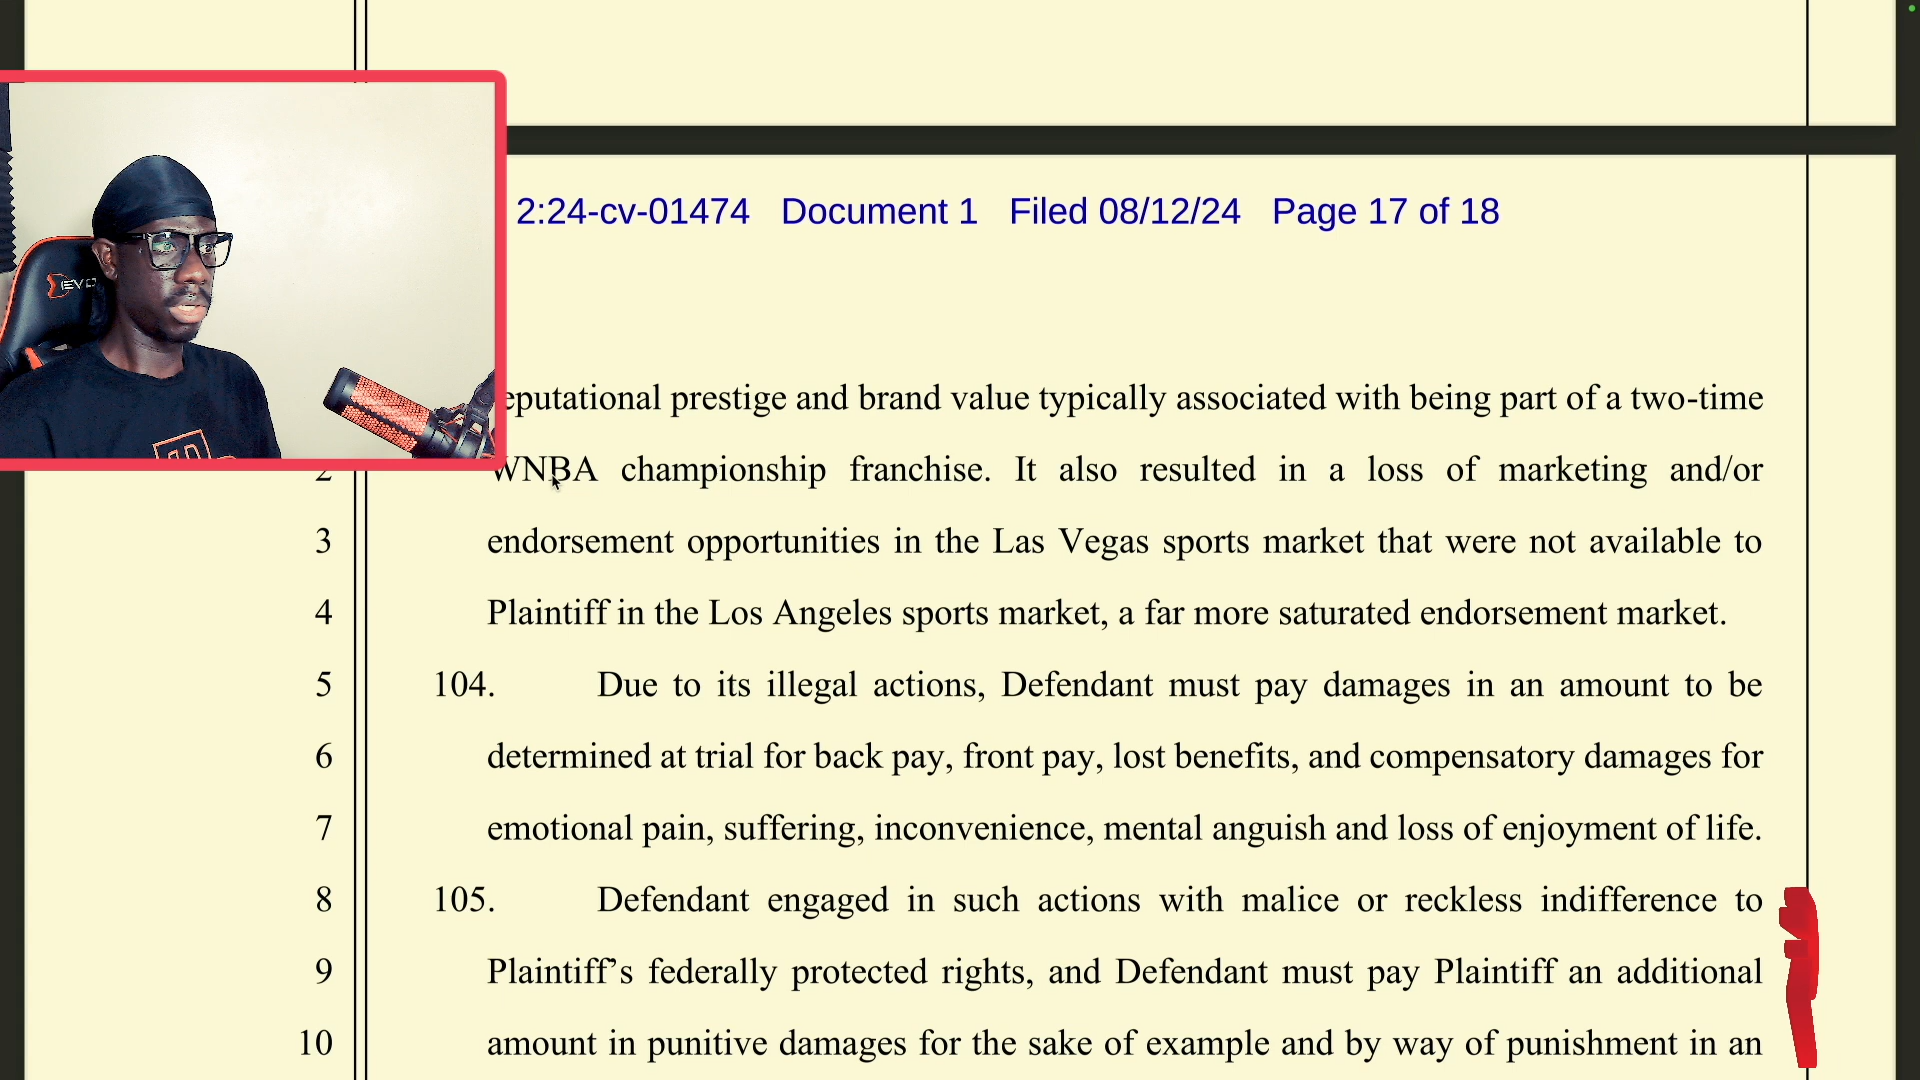 2:24-cv-01474 Document 1 Filed 08/12/24 Page 17 of 18
eputational prestige and brand value typically associated with being part of a two-time
2 WNBA championship franchise. It also resulted in a loss of marketing and/or
3 endorsement opportunities in the Las Vegas sports market that were not available to
4 Plaintiff in the Los Angeles sports market, a far more saturated endorsement market.
5 104. Due to its illegal actions, Defendant must pay damages in an amount to be
6 determined at trial for back pay, front pay, lost benefits, and compensatory damages for
7 emotional pain, suffering, inconvenience, mental anguish and loss of enjoyment of life.
8 105. Defendant engaged in such actions with malice or reckless indifference to
9 Plaintiff’s federally protected rights, and Defendant must pay Plaintiff an additional
10 amount in punitive damages for the sake of example and by way of punishment in an